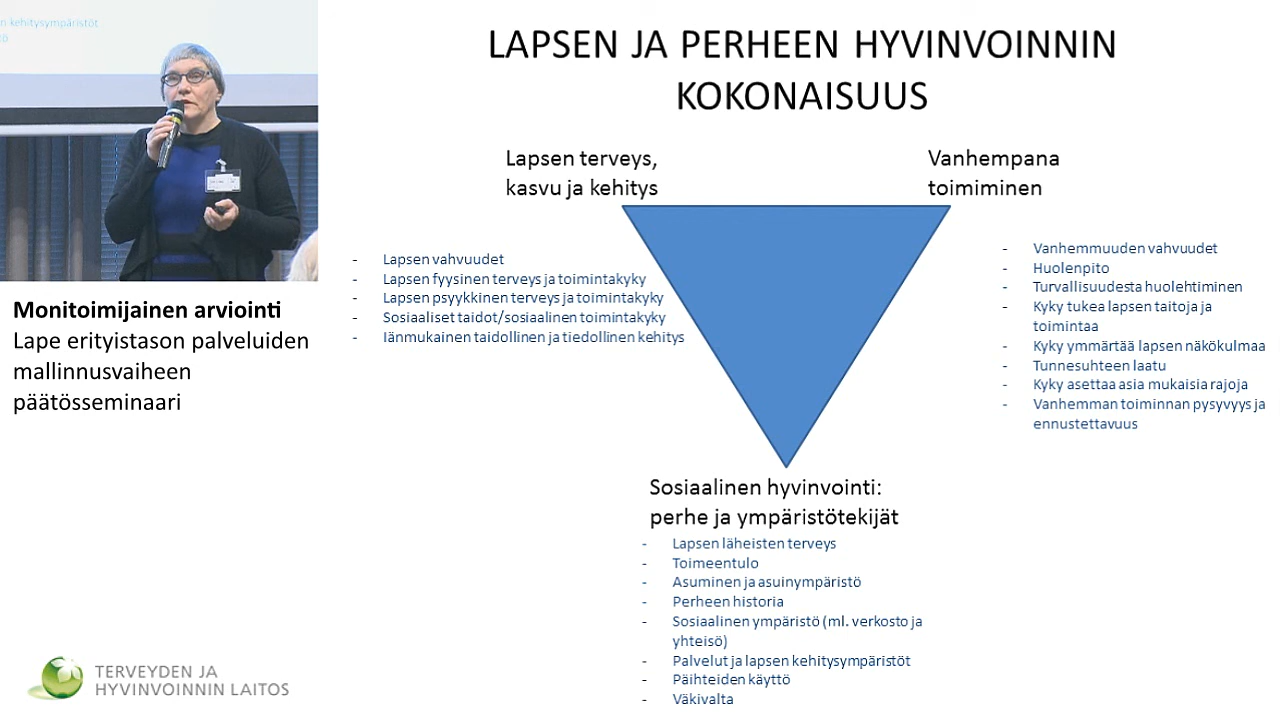 n kehitysympäristöt
LAPSEN JA PERHEEN HYVINVOINNIN
KOKONAISUUS
Lapsen terveys,
kasvu ja kehitys
Vanhempana
toimiminen
- Lapsen vahvuudet
- Lapsen fyysinen terveys ja toimintakyky
- Lapsen psyykkinen terveys ja toimintakyky
- Sosiaaliset taidot/sosiaalinen toimintakyky
- Iänmukainen taidollinen ja tiedollinen kehitys
- Vanhemmuuden vahvuudet
- Huolenpito
- Turvallisuudesta huolehtiminen
- Kyky tukea lapsen taitoja ja
toimintaa
- Kyky ymmärtää lapsen näkökulmaa
- Tunnesuhteen laatu
- Kyky asettaa asia mukaisia rajoja
- Vanhemman toiminnan pysyvyys ja
ennustettavuus
Monitoimijainen arviointi
Lape erityistason palveluiden
mallinnusvaiheen
päätösseminaari
Sosiaalinen hyvinvointi:
perhe ja ympäristötekijät
- Lapsen läheisten terveys
- Toimeentulo
- Asuminen ja asuinympäristö
- Perheen historia
- Sosiaalinen ympäristö (ml. verkosto ja
yhteisö)
- Palvelut ja lapsen kehitysympäristöt
- Päihteiden käyttö
- Väkivalta
TERVEYDEN JA
HYVINVOINNIN LAITOS